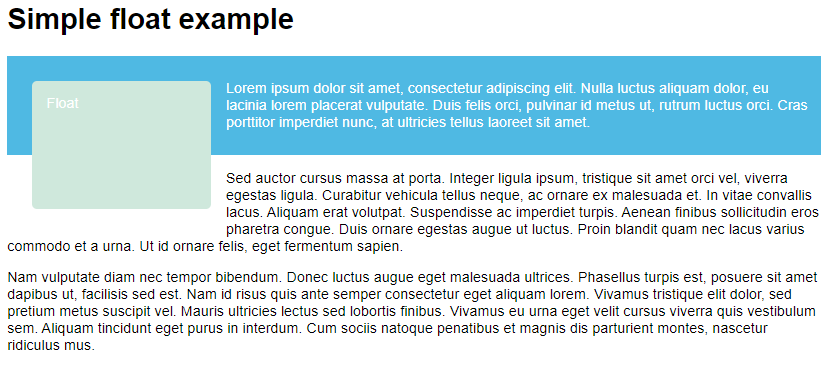 Simple float example
Float
Lorem ipsum dolor sit amet, consectetur adipiscing elit. Nulla luctus aliquam dolor, eu
lacinia lorem placerat vulputate. Duis felis orci, pulvinar id metus ut, rutrum luctus orci. Cras
porttitor imperdiet nunc, at ultricies tellus laoreet sit amet.
Sed auctor cursus massa at porta. Integer ligula ipsum, tristique sit amet orci vel, viverra
egestas ligula. Curabitur vehicula tellus neque, ac ornare ex malesuada et. In vitae convallis
lacus. Aliquam erat volutpat. Suspendisse ac imperdiet turpis. Aenean finibus sollicitudin eros
pharetra congue. Duis ornare egestas augue ut luctus. Proin blandit quam nec lacus varius
commodo et a urna. Ut id ornare felis, eget fermentum sapien.
Nam vulputate diam nec tempor bibendum. Donec luctus augue eget malesuada ultrices. Phasellus turpis est, posuere sit amet
dapibus ut, facilisis sed est. Nam id risus quis ante semper consectetur eget aliquam lorem. Vivamus tristique elit dolor, sed
pretium metus suscipit vel. Mauris ultricies lectus sed lobortis finibus. Vivamus eu urna eget velit cursus viverra quis vestibulum
sem. Aliquam tincidunt eget purus in interdum. Cum sociis natoque penatibus et magnis dis parturient montes, nascetur
ridiculus mus.